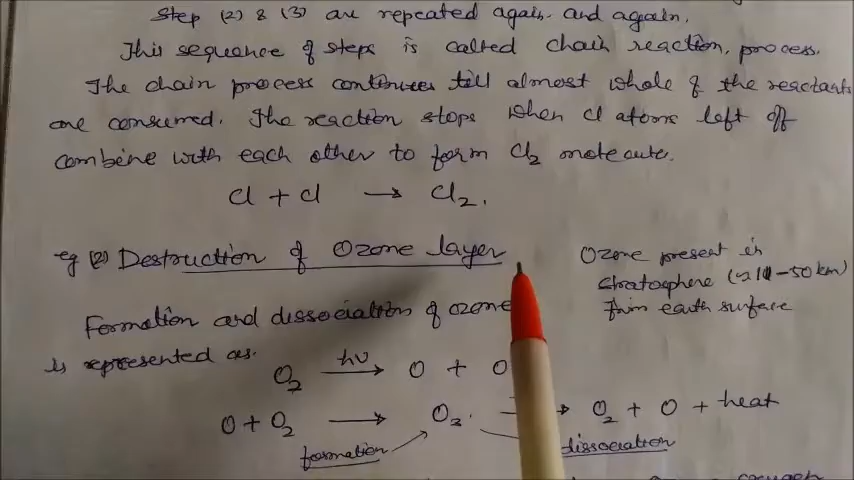 Step (2) & (3) are repeated again and again.
This sequence of steps is called chain reaction, process.
The chain process continues till almost whole of the reactants
are consumed. The reaction stops when Cl atoms left off
combine with each other to form Cl₂ molecule.
Cl + Cl → Cl₂.
eg (2) Destruction of Ozone layer
Ozone present in
stratosphere (≈ -50 km)
from earth surface
Formation and dissociation of ozone
is represented as.
O₂ hν → O + O
O + O₂ → O₃. → O₂ + O + heat
formation
dissociation
oxygen